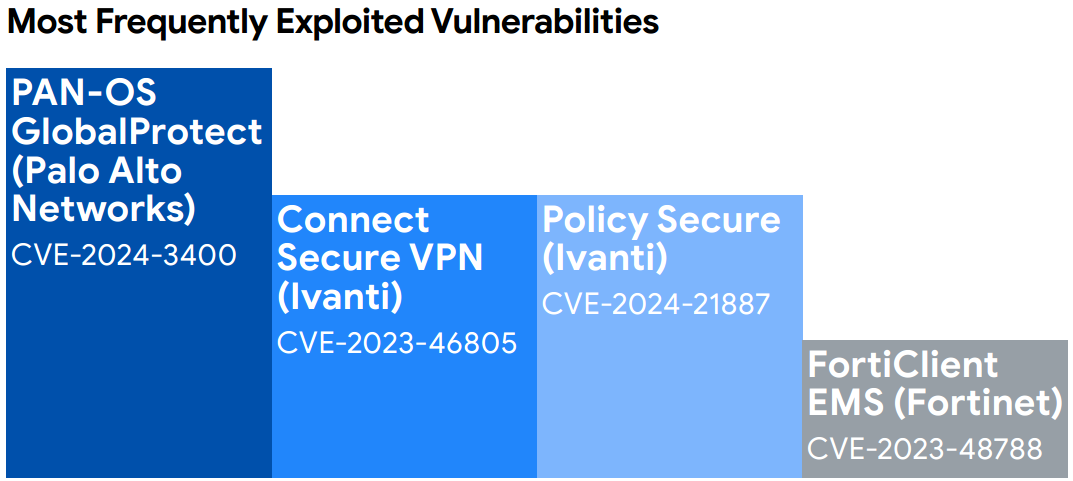 Most Frequently Exploited Vulnerabilities
PAN-OS
GlobalProtect
(Palo Alto
Networks)
CVE-2024-3400
Connect
Secure VPN
(Ivanti)
CVE-2023-46805
Policy Secure
(Ivanti)
CVE-2024-21887
FortiClient
EMS (Fortinet)
CVE-2023-48788